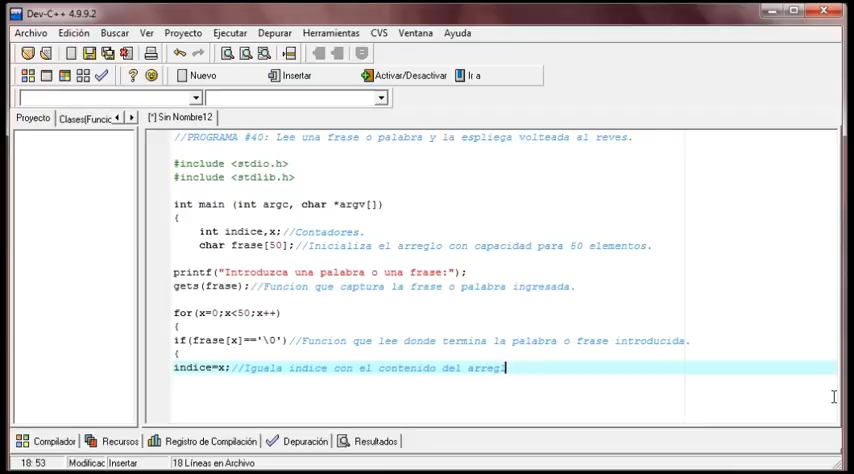 Dev-C++ 4.9.9.2
Archivo Edición Buscar Ver Proyecto Ejecutar Depurar Herramientas CVS Ventana Ayuda
Nuevo Insertar Activar/Desactivar Ir a
Proyecto Clases(Funcio [*] Sin Nombre12
//PROGRAMA #40: Lee una frase o palabra y la espliega volteada al reves.
#include <stdio.h>
#include <stdlib.h>
int main (int argc, char *argv[])
{
int indice,x;//Contadores.
char frase[50];//Inicializa el arreglo con capacidad para 50 elementos.
printf("Introduzca una palabra o una frase:");
gets(frase);//Funcion que captura la frase o palabra ingresada.
for(x=0;x<50;x++)
{
if(frase[x]=='\0')//Funcion que lee donde termina la palabra o frase introducida.
{
indice=x;//Iguala indice con el contenido del arregl
Compilador Recursos Registro de Compilación Depuración Resultados
18: 53 Modificac Insertar 18 Líneas en Archivo